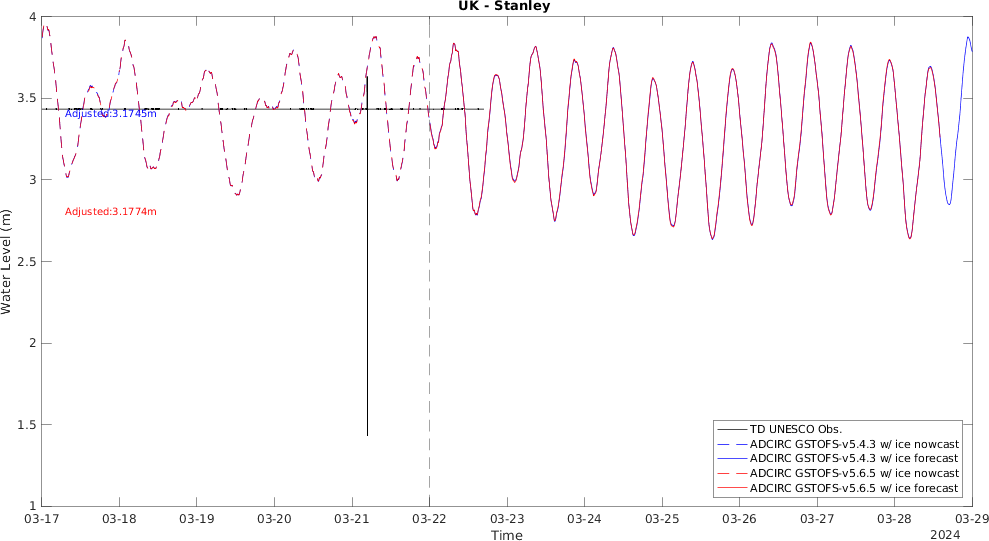 UK - Stanley
4
3.5
3
2.5
2
1.5
1
Water Level (m)
Adjusted:3.1745m
Adjusted:3.1774m
TD UNESCO Obs.
ADCIRC GSTOFS-v5.4.3 w/ ice nowcast
ADCIRC GSTOFS-v5.4.3 w/ ice forecast
ADCIRC GSTOFS-v5.6.5 w/ ice nowcast
ADCIRC GSTOFS-v5.6.5 w/ ice forecast
03-17 03-18 03-19 03-20 03-21 03-22 03-23 03-24 03-25 03-26 03-27 03-28 03-29
Time
2024